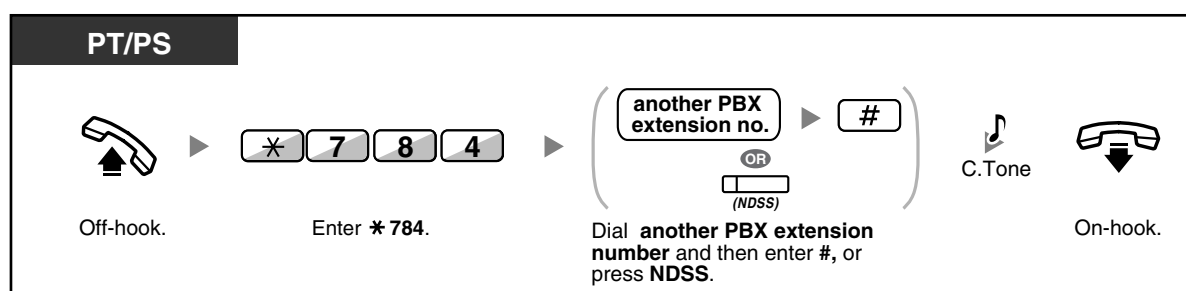 PT/PS
another PBX
extension no.
#
OR
(NDSS)
* 7 8 4
C.Tone
Off-hook.
Enter * 784.
Dial another PBX extension
number and then enter #, or
press NDSS.
On-hook.